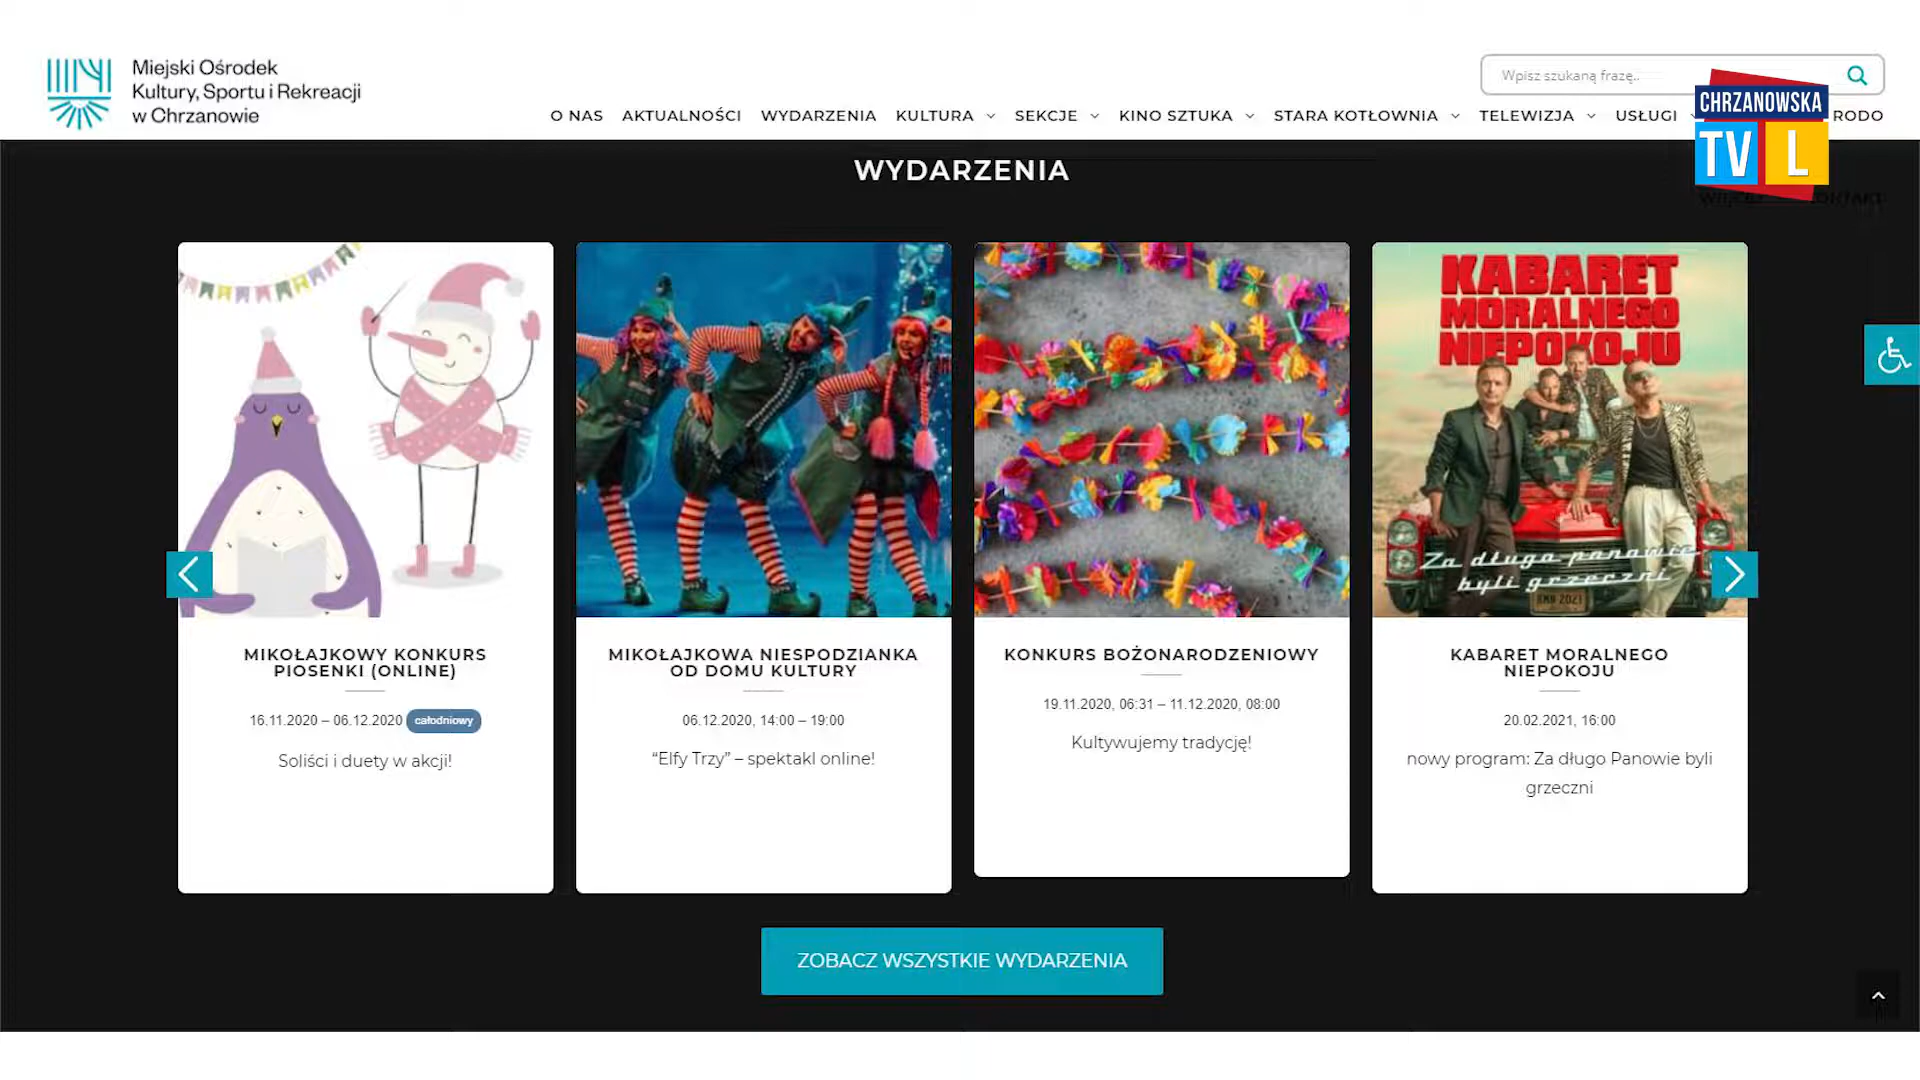 Miejski Ośrodek
Kultury, Sportu i Rekreacji
w Chrzanowie
Wpisz szukaną frazę..
O NAS AKTUALNOŚCI WYDARZENIA KULTURA SEKCJE KINO SZTUKA STARA KOTŁOWNIA TELEWIZJA USŁUGI RODO
CHRZANOWSKA
TV L
WYDARZENIA
KABARET
MORALNEGO
NIEPOKOJU
Za długo panowie
byli grzeczni
KMN 2021
MIKOŁAJKOWY KONKURS
PIOSENKI (ONLINE)
16.11.2020 – 06.12.2020 całodniowy
Soliści i duety w akcji!
MIKOŁAJKOWA NIESPODZIANKA
OD DOMU KULTURY
06.12.2020, 14:00 – 19:00
“Elfy Trzy” – spektakl online!
KONKURS BOŻONARODZENIOWY
19.11.2020, 06:31 – 11.12.2020, 08:00
Kultywujemy tradycję!
KABARET MORALNEGO
NIEPOKOJU
20.02.2021, 16:00
nowy program: Za długo Panowie byli
grzeczni
ZOBACZ WSZYSTKIE WYDARZENIA